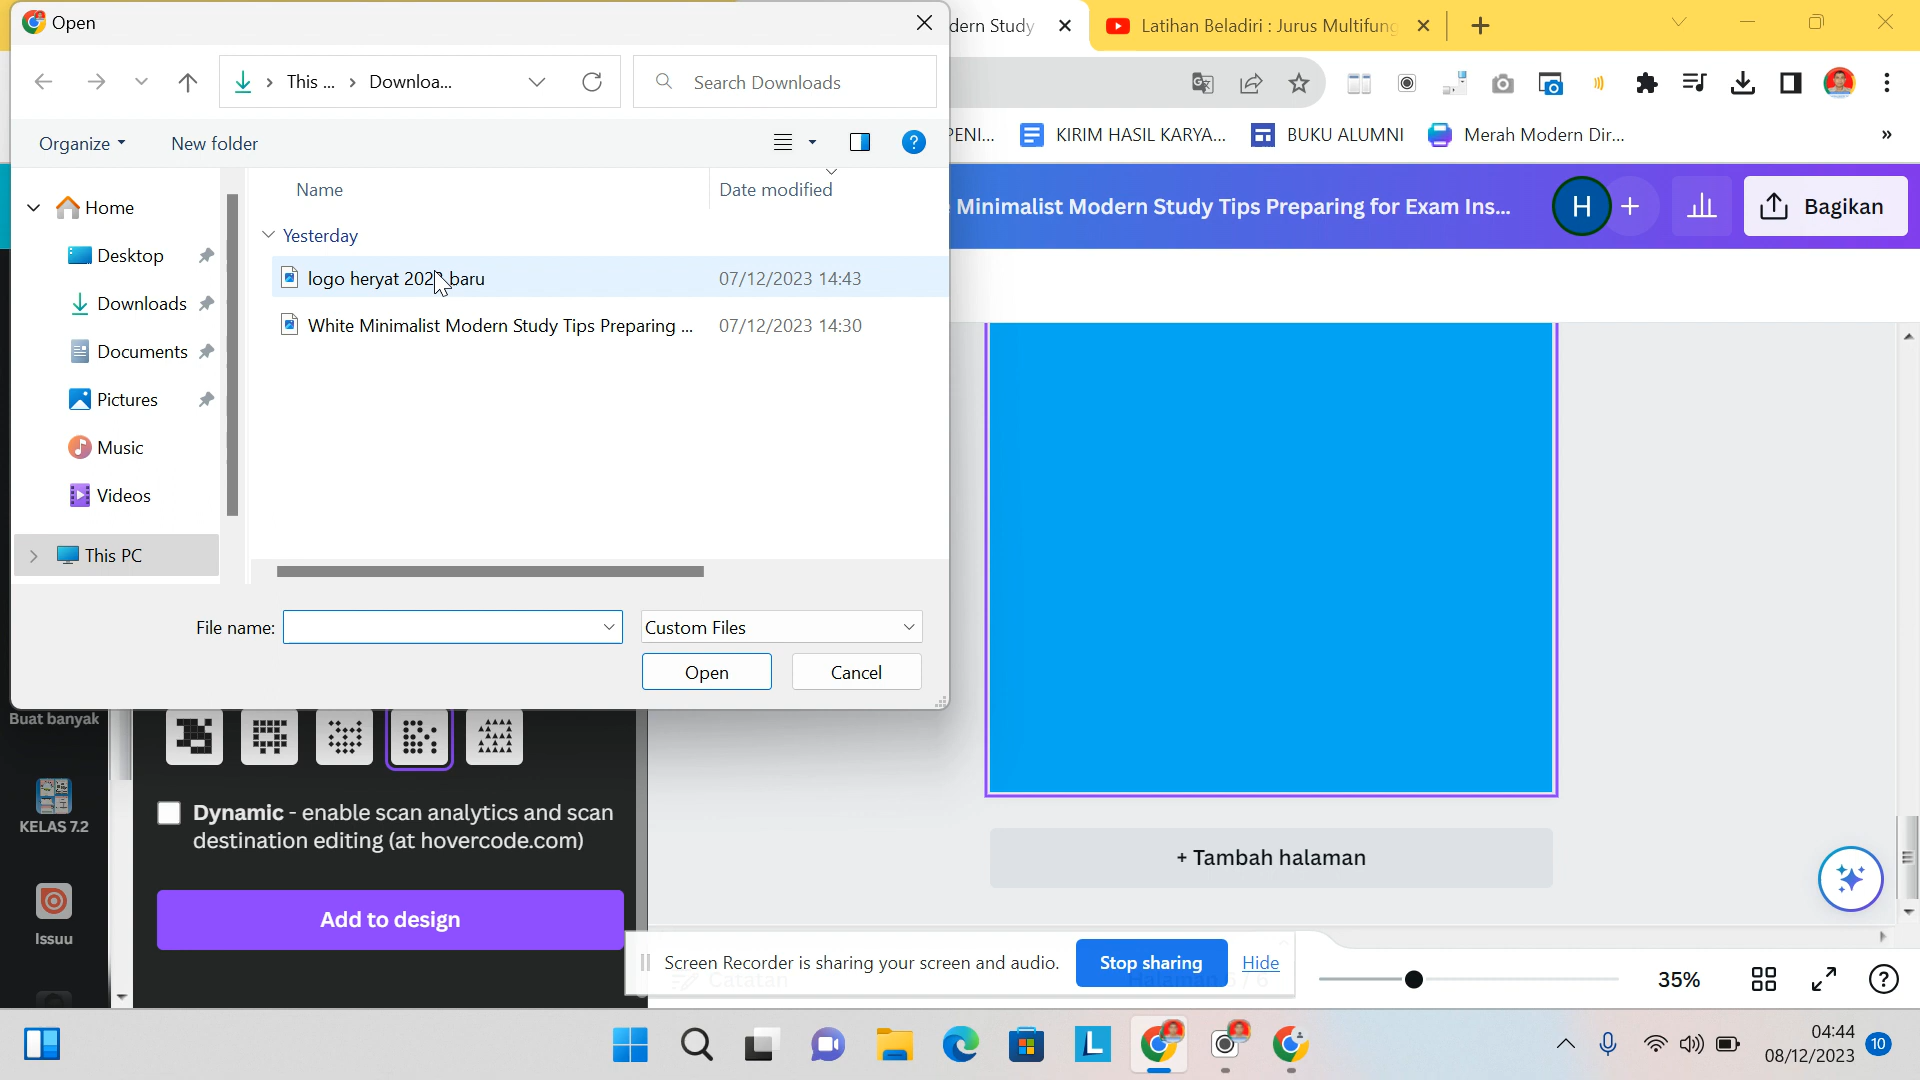 Open
dern Study
Latihan Beladiri : Jurus Multifung
This ... > Downloa...
Search Downloads
PENI...
KIRIM HASIL KARYA...
BUKU ALUMNI
Merah Modern Dir...
»
Organize
New folder
Minimalist Modern Study Tips Preparing for Exam Ins...
H
+
Bagikan
Name
Date modified
Home
Yesterday
Desktop
logo heryat 2023 baru
07/12/2023 14:43
Downloads
White Minimalist Modern Study Tips Preparing ...
07/12/2023 14:30
Documents
Pictures
Music
Videos
This PC
File name:
Custom Files
Open
Cancel
Buat banyak
Dynamic - enable scan analytics and scan
destination editing (at hovercode.com)
KELAS 7.2
+ Tambah halaman
Add to design
Issuu
Screen Recorder is sharing your screen and audio.
Stop sharing
Hide
Catatan
35%
04:44
08/12/2023
10